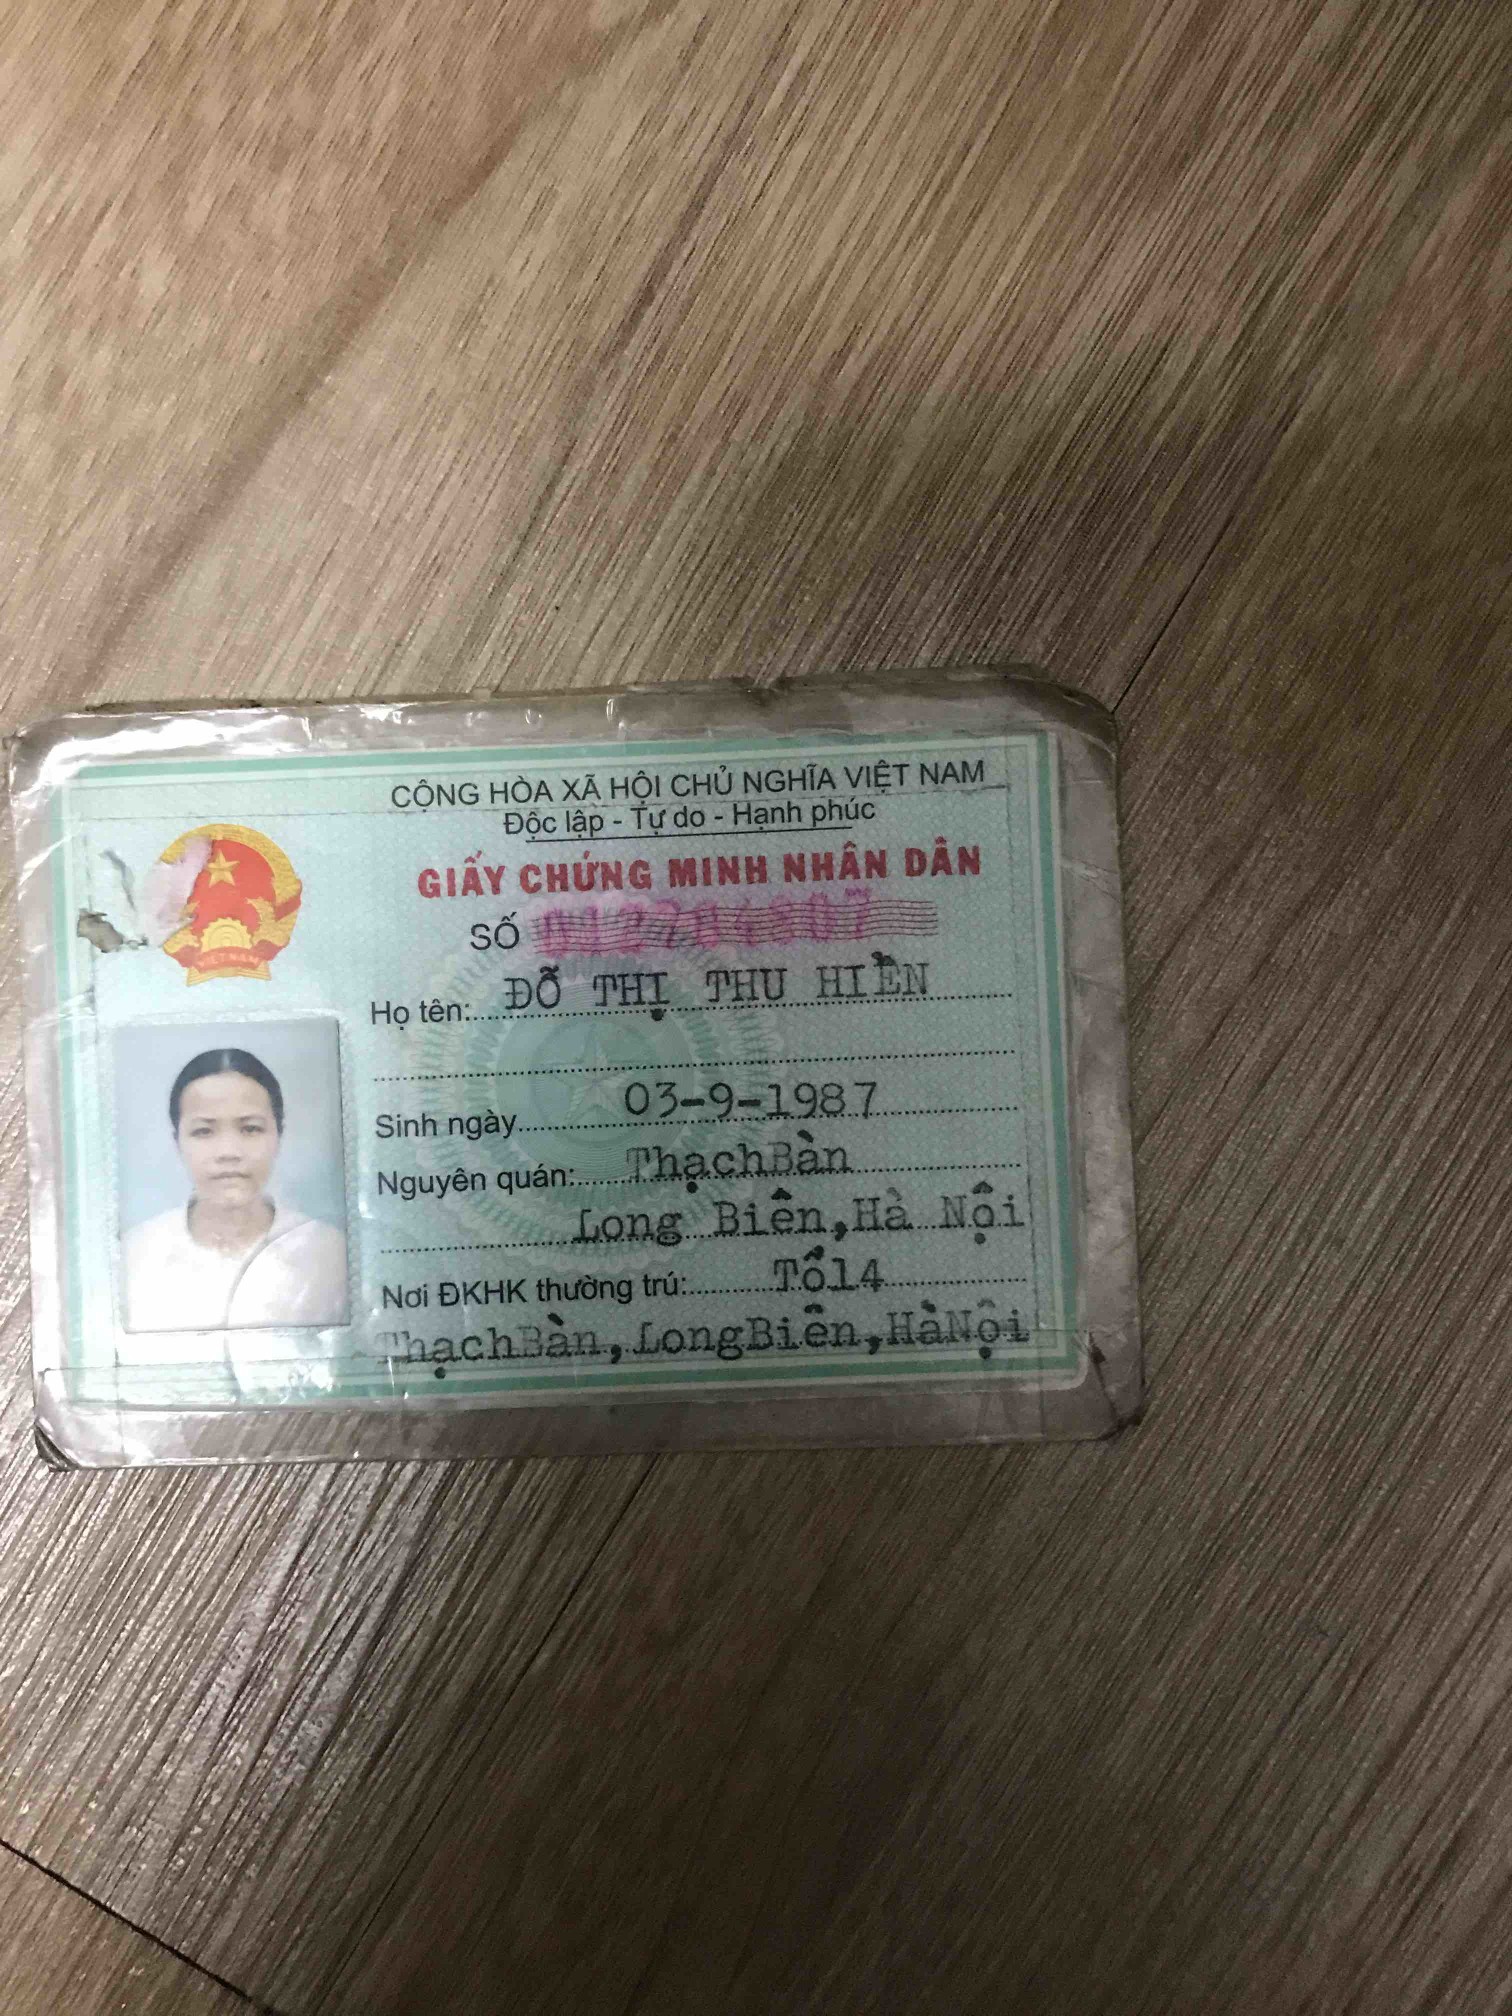 CỘNG HÒA XÃ HỘI CHỦ NGHĨA VIỆT NAM
Độc lập - Tự do - Hạnh phúc
GIẤY CHỨNG MINH NHÂN DÂN
SỐ
Họ tên: ĐỖ THỊ THU HIỀN
Sinh ngày 03-9-1987
Nguyên quán: ThạchBàn
Long Biên,Hà Nội
Nơi ĐKHK thường trú: Tổ14
ThạchBàn,LongBiên,HàNội
VIỆT NAM